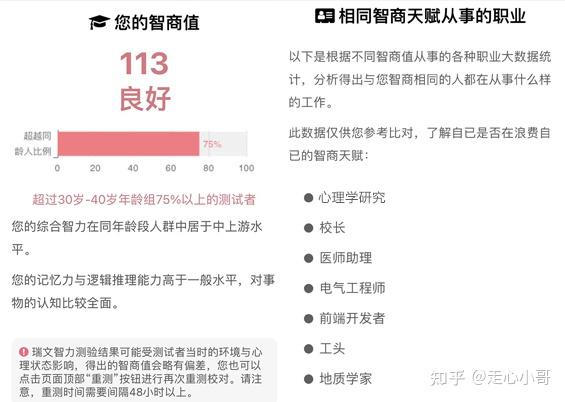 您的智商值
113
良好
超越同
龄人比例
75%
0 20 40 60 80 100
超过30岁-40岁年龄组75%以上的测试者
您的综合智力在同年龄段人群中居于中上游水
平。
您的记忆力与逻辑推理能力高于一般水平，对事
物的认知比较全面。
瑞文智力测验结果可能受测试者当时的环境与心
理状态影响，得出的智商值会略有偏差，您也可以
点击页面顶部“重测”按钮进行再次重测校对。请注
意，重测时间需要间隔48小时以上。
相同智商天赋从事的职业
以下是根据不同智商值从事的各种职业大数据统
计，分析得出与您智商相同的人都在从事什么样
的工作。
此数据仅供您参考比对，了解自己是否在浪费自
己的智商天赋：
● 心理学研究
● 校长
● 医师助理
● 电气工程师
● 前端开发者
● 工头
● 地质学家
知乎 @走心小哥